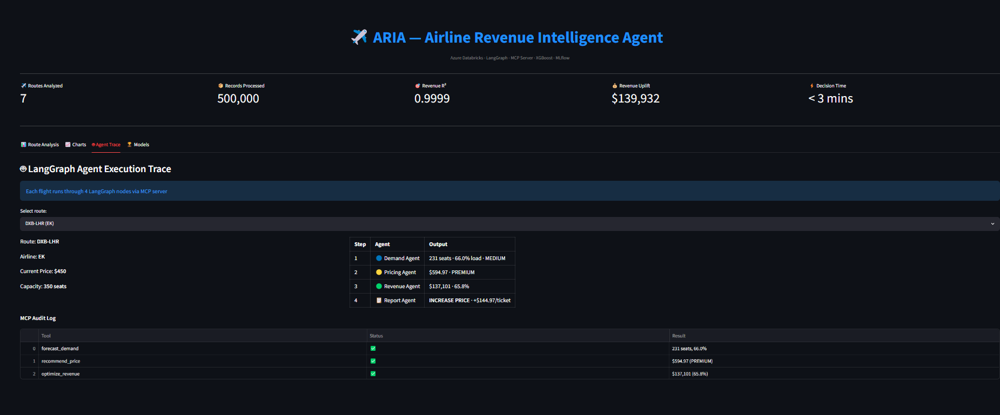 ARIA — Airline Revenue Intelligence Agent
Azure Databricks · LangGraph · MCP Server · XGBoost · MLflow
Routes Analyzed
7
Records Processed
500,000
Revenue R²
0.9999
Revenue Uplift
$139,932
Decision Time
< 3 mins
Route Analysis Charts Agent Trace Models
LangGraph Agent Execution Trace
Each flight runs through 4 LangGraph nodes via MCP server
Select route:
DXB-LHR (EK)
Route: DXB-LHR
Airline: EK
Current Price: $450
Capacity: 350 seats
Step Agent Output
1 Demand Agent 231 seats · 66.0% load · MEDIUM
2 Pricing Agent $594.97 · PREMIUM
3 Revenue Agent $137,101 · 65.8%
4 Report Agent INCREASE PRICE · +$144.97/ticket
MCP Audit Log
Tool Status Result
0 forecast_demand 231 seats, 66.0%
1 recommend_price $594.97 (PREMIUM)
2 optimize_revenue $137,101 (65.8%)